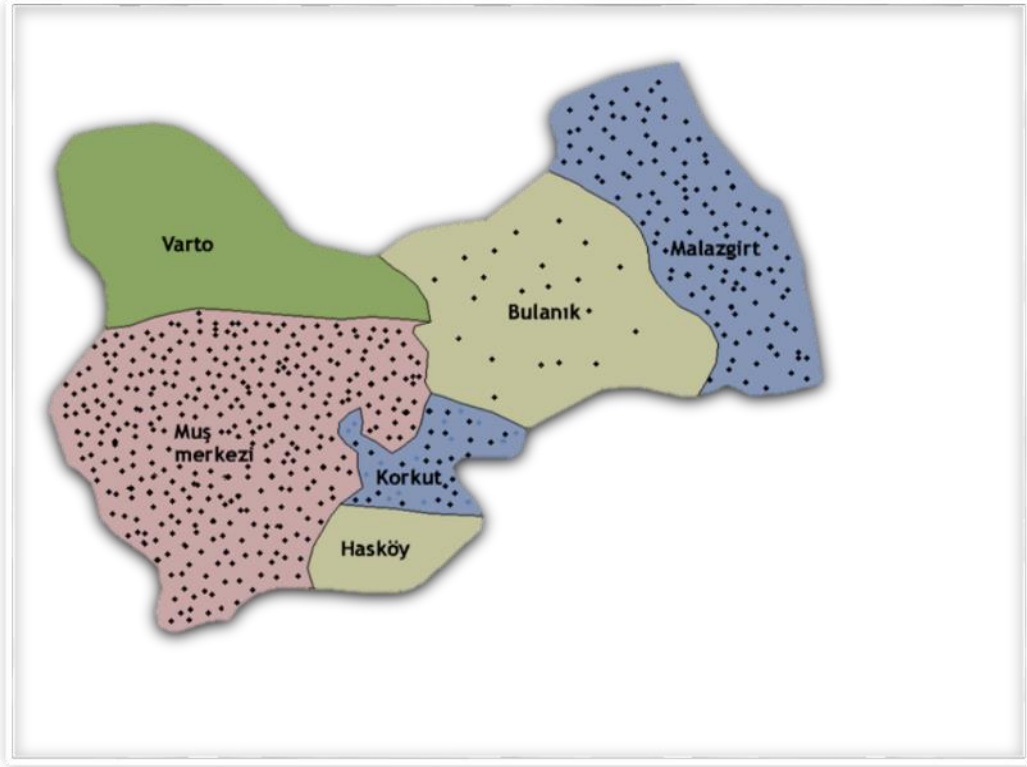 Varto
Malazgirt
Bulanık
Muş
merkezi
Korkut
Hasköy